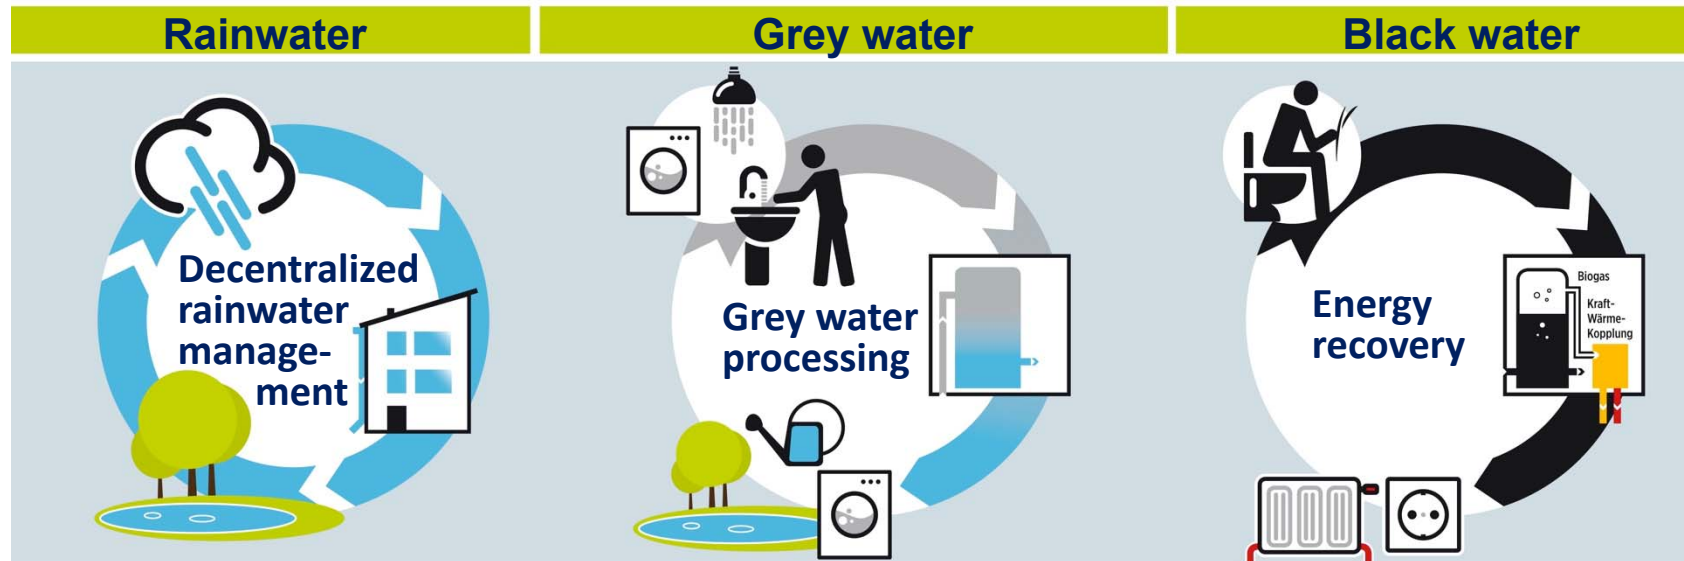 Rainwater
Grey water
Black water
Decentralized
rainwater
manage-
ment
Grey water
processing
Energy
recovery
Biogas
Kraft-
Wärme-
Kopplung